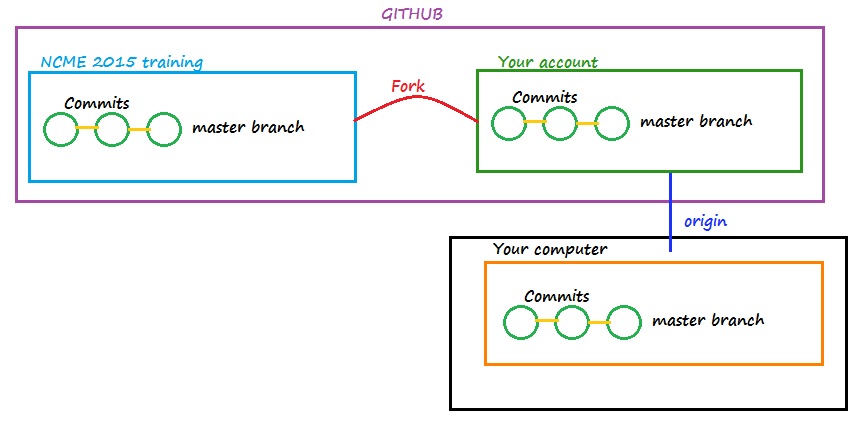 GITHUB
NCME 2015 training
Commits
master branch
Fork
Your account
Commits
master branch
origin
Your computer
Commits
master branch